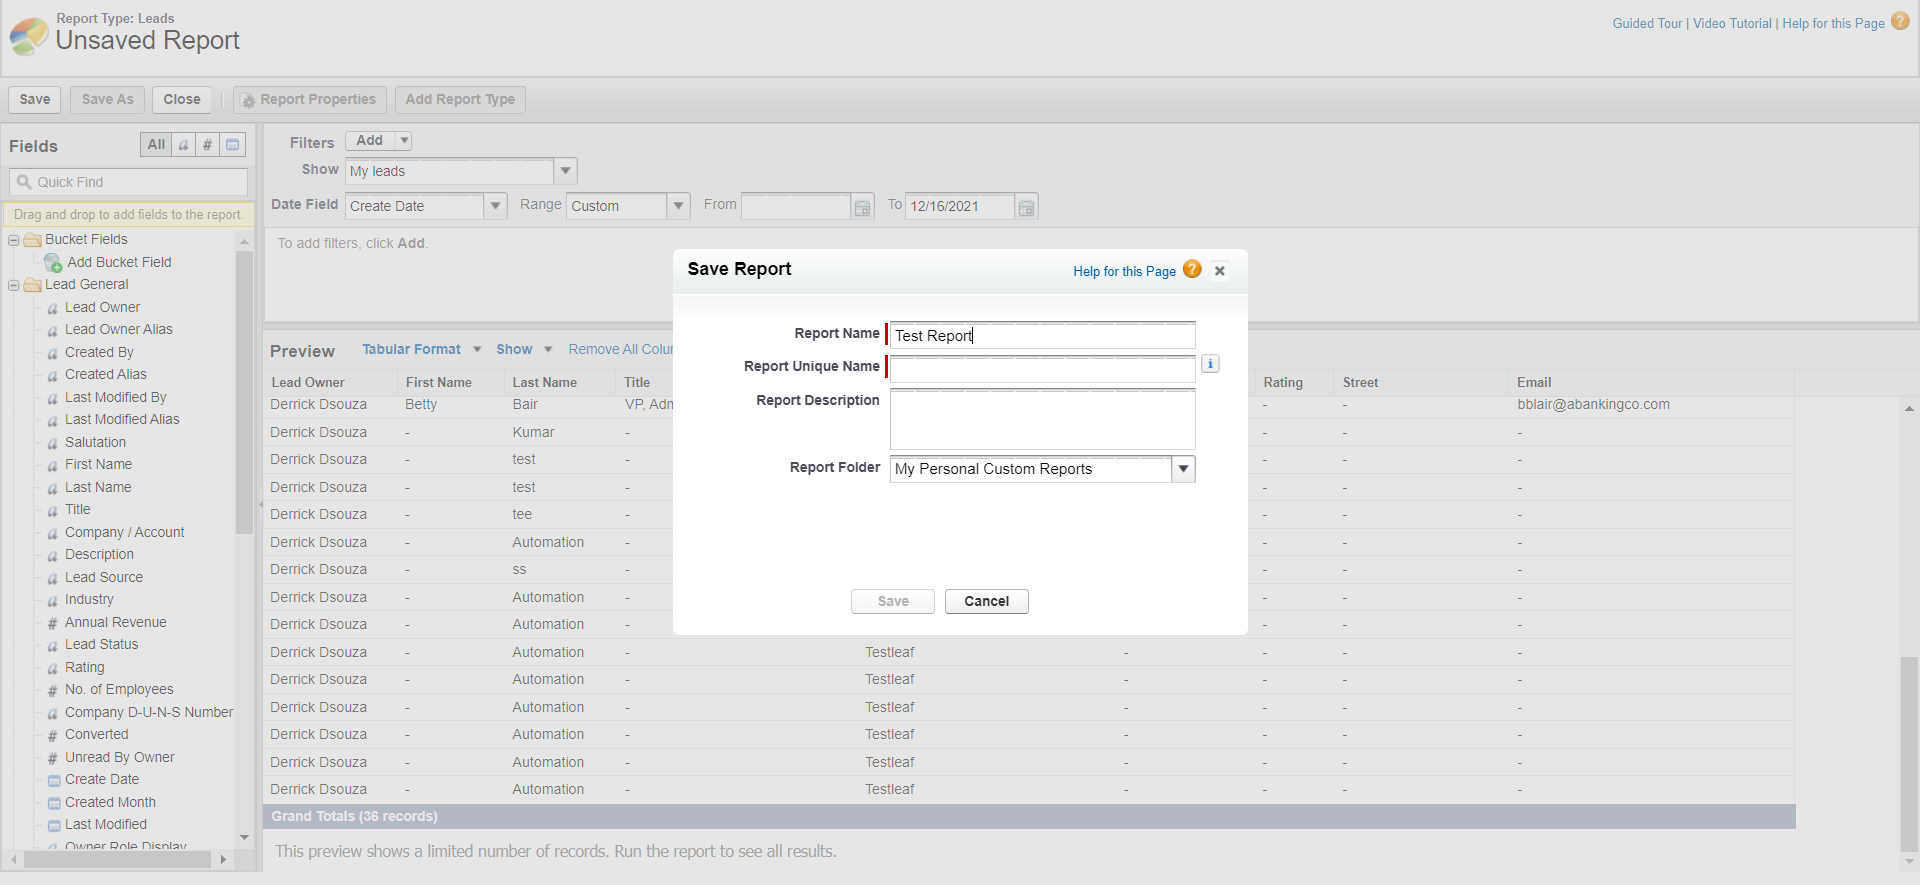 Report Type: Leads
Unsaved Report
Guided Tour | Video Tutorial | Help for this Page ?
Save Save As Close Report Properties Add Report Type
Fields All a #
Quick Find
Drag and drop to add fields to the report.
Bucket Fields
Add Bucket Field
Lead General
a Lead Owner
a Lead Owner Alias
a Created By
a Created Alias
a Last Modified By
a Last Modified Alias
a Salutation
a First Name
a Last Name
a Title
a Company / Account
a Description
a Lead Source
a Industry
# Annual Revenue
a Lead Status
a Rating
# No. of Employees
a Company D-U-N-S Number
# Converted
# Unread By Owner
Create Date
Created Month
Last Modified
Owner Role Display
Filters Add
Show My leads
Date Field Create Date Range Custom From To 12/16/2021
To add filters, click Add.
Preview Tabular Format Show Remove All Colu
Lead Owner First Name Last Name Title Rating Street Email
Derrick Dsouza Betty Bair VP, Adm - - bblair@abankingco.com
Derrick Dsouza - Kumar - - - -
Derrick Dsouza - test - - - -
Derrick Dsouza - test - - - -
Derrick Dsouza - tee - - - -
Derrick Dsouza - Automation - - - -
Derrick Dsouza - ss - - - -
Derrick Dsouza - Automation - - - -
Derrick Dsouza - Automation - - - -
Derrick Dsouza - Automation - Testleaf - - - -
Derrick Dsouza - Automation - Testleaf - - - -
Derrick Dsouza - Automation - Testleaf - - - -
Derrick Dsouza - Automation - Testleaf - - - -
Derrick Dsouza - Automation - Testleaf - - - -
Derrick Dsouza - Automation - Testleaf - - - -
Grand Totals (36 records)
This preview shows a limited number of records. Run the report to see all results.
Save Report Help for this Page ?
Report Name Test Report
Report Unique Name i
Report Description
Report Folder My Personal Custom Reports
Save Cancel